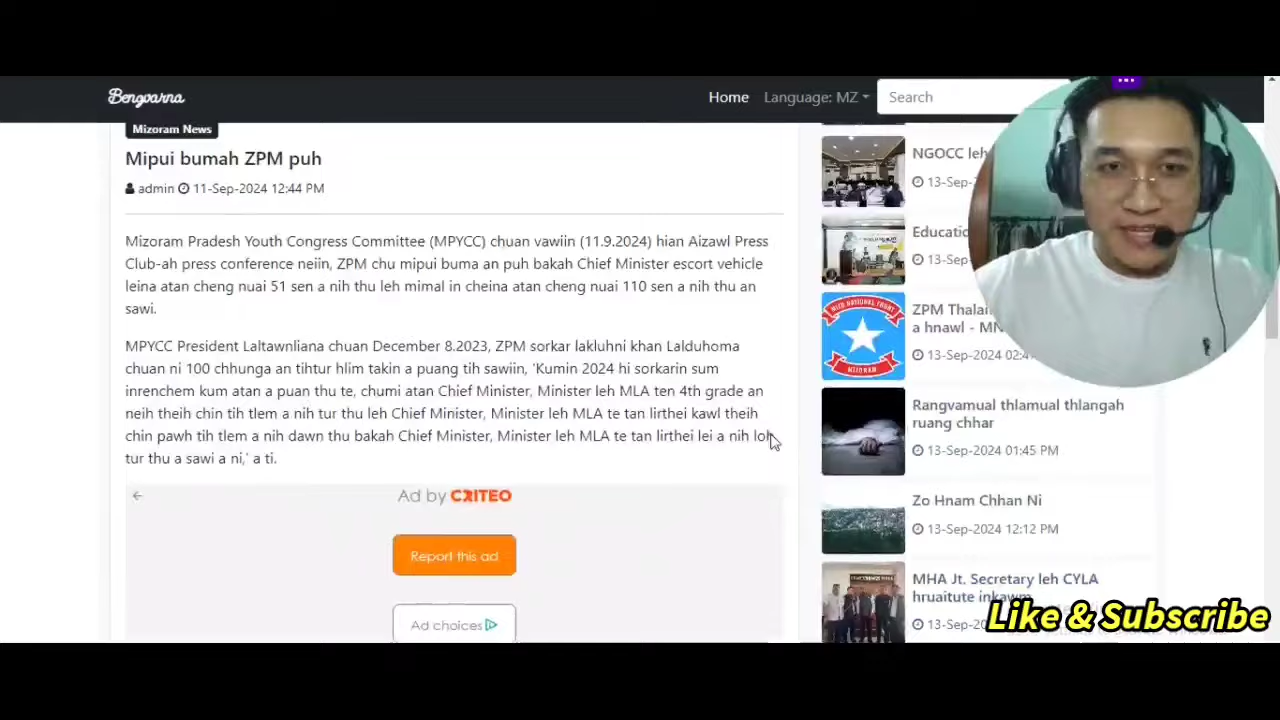 Bengvarna
Home
Language: MZ
Search
Mizoram News
Mipui bumah ZPM puh
admin 11-Sep-2024 12:44 PM
Mizoram Pradesh Youth Congress Committee (MPYCC) chuan vawiin (11.9.2024) hian Aizawl Press
Club-ah press conference neiin, ZPM chu mipui buma an puh bakah Chief Minister escort vehicle
leina atan cheng nuai 51 sen a nih thu leh mimal in cheina atan cheng nuai 110 sen a nih thu an
sawi.
MPYCC President Laltawnliana chuan December 8.2023, ZPM sorkar lakluhni khan Lalduhoma
chuan ni 100 chhunga an tihtur hlim takin a puang tih sawiin, 'Kumin 2024 hi sorkarin sum
inrenchem kum atan a puan thu te, chumi atan Chief Minister, Minister leh MLA ten 4th grade an
neih theih chin tih tlem a nih tur thu leh Chief Minister, Minister leh MLA te tan lirthei kawl theih
chin pawh tih tlem a nih dawn thu bakah Chief Minister, Minister leh MLA te tan lirthei lei a nih loh
tur thu a sawi a ni,' a ti.
Ad by CRITEO
Report this ad
Ad choices
NGOCC leh
13-Sep-
13-Sep-
ZPM
a hnawl -
13-Sep-2024
MIZO NATIONAL FRONT
MIZORAM
Rangvamual thlamual thlangah
ruang chhar
13-Sep-2024 01:45 PM
Zo Hnam Chhan Ni
13-Sep-2024 12:12 PM
MHA Jt. Secretary leh CYLA
hruaitute inkawm
Like & Subscribe